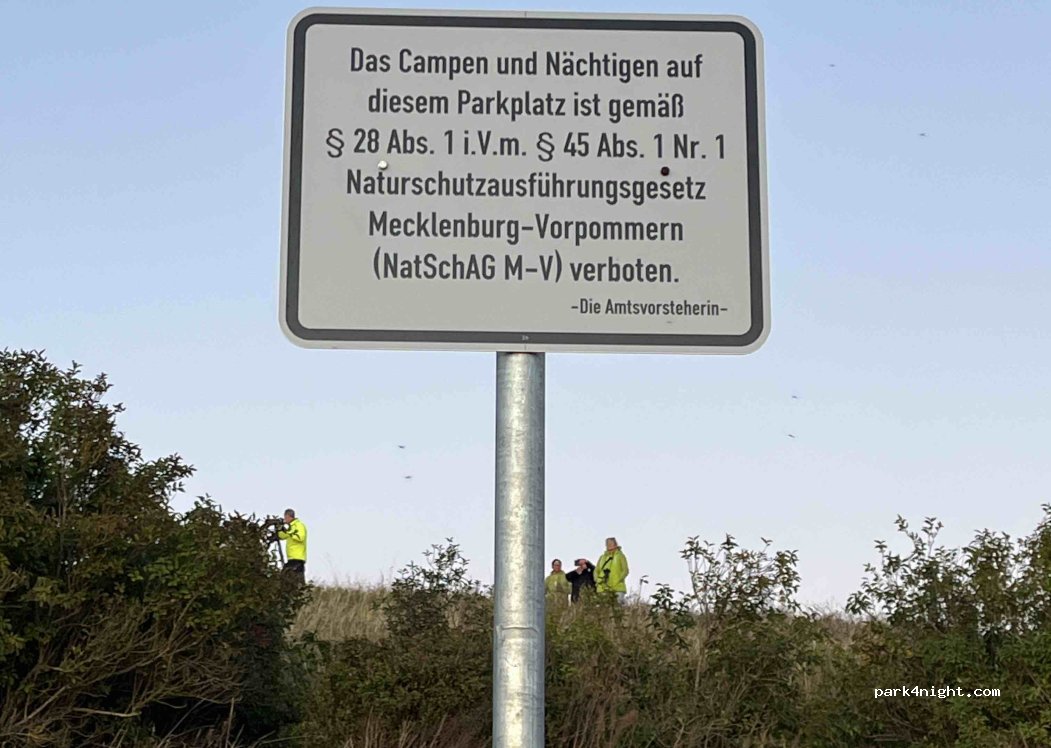 Das Campen und Nächtigen auf
diesem Parkplatz ist gemäß
§ 28 Abs. 1 i.V.m. § 45 Abs. 1 Nr. 1
Naturschutzausführungsgesetz
Mecklenburg-Vorpommern
(NatSchAG M-V) verboten.
-Die Amtsvorsteherin-
park4night.com